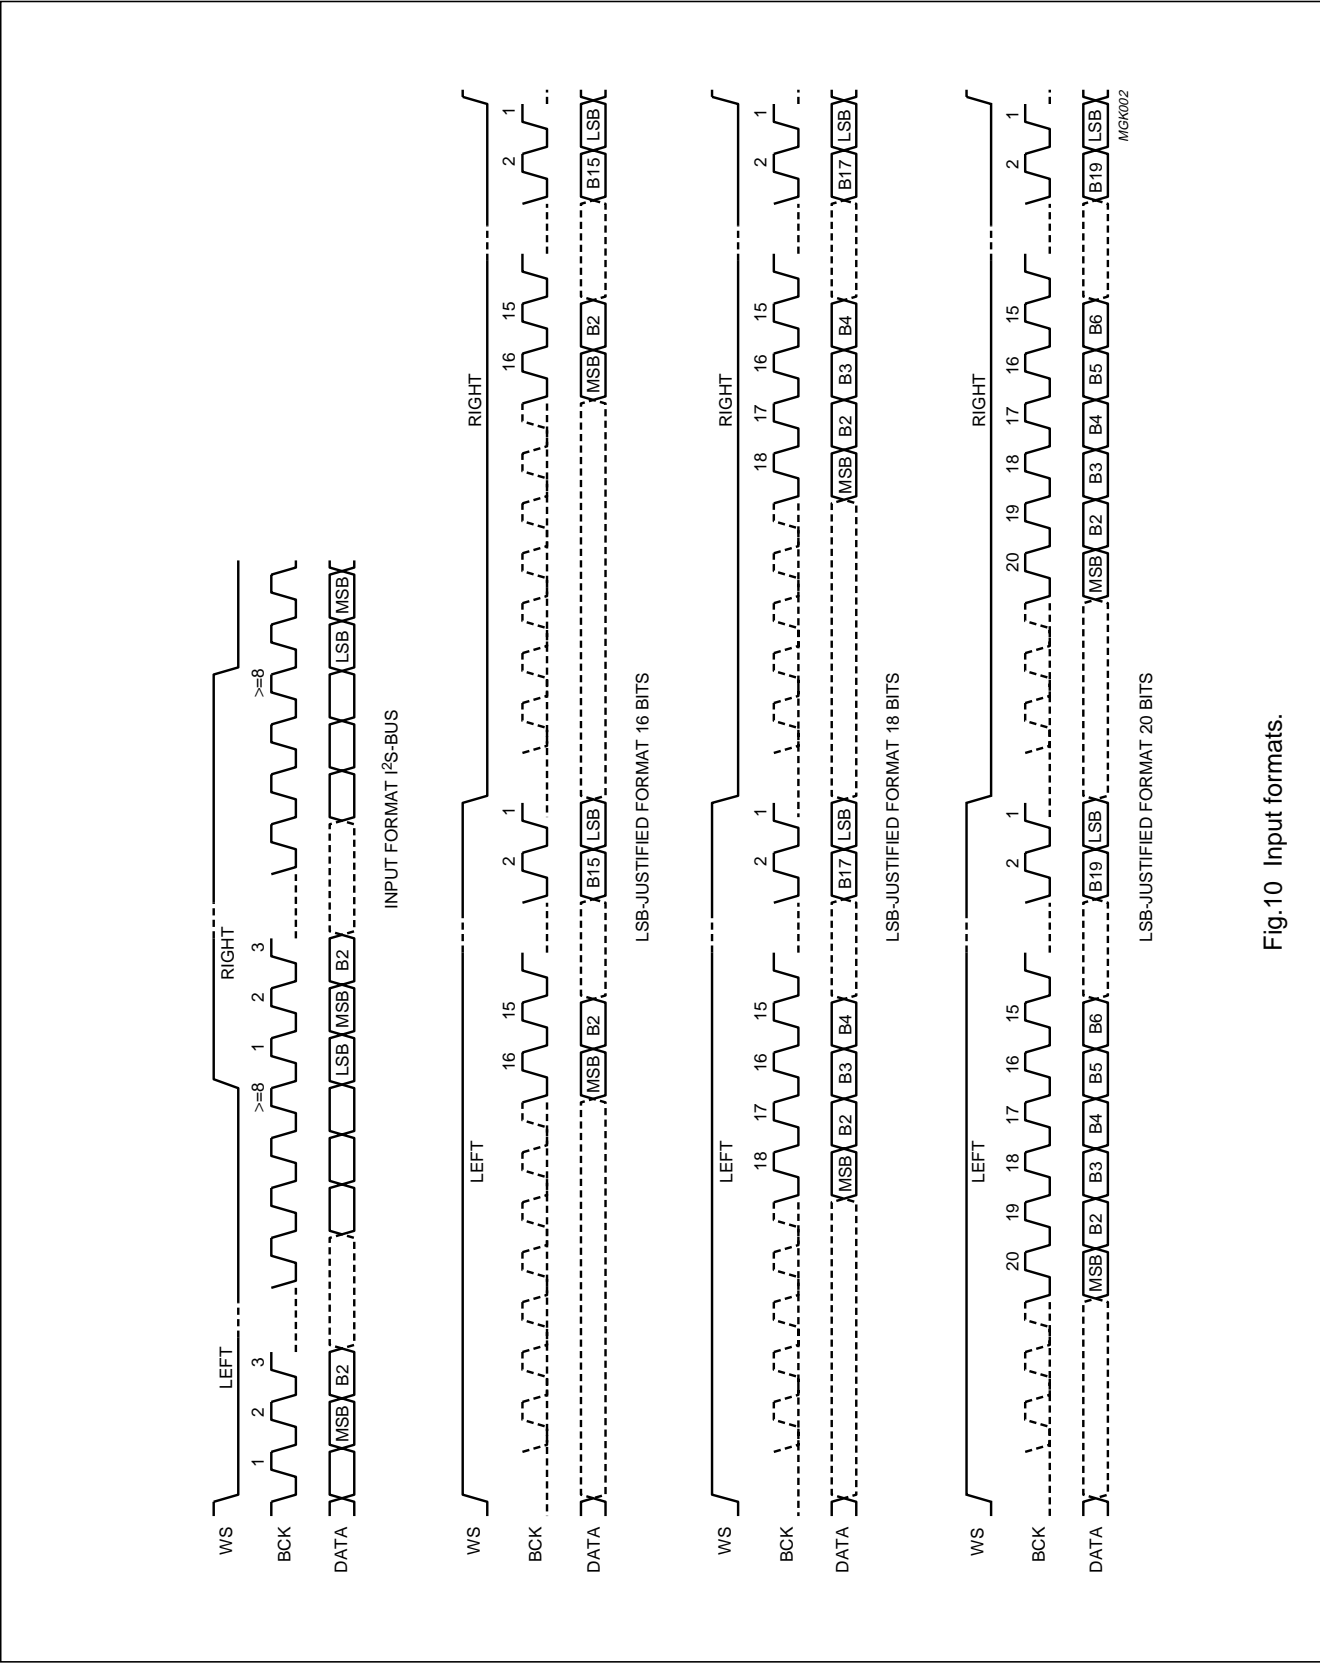 WS LEFT RIGHT
1 2 3 >=8 1 2 3 >=8
BCK
DATA MSB B2 LSB MSB B2 LSB MSB
INPUT FORMAT I²S-BUS
WS LEFT RIGHT
16 15 2 1 16 15 2 1
BCK
DATA MSB B2 B15 LSB MSB B2 B15 LSB
LSB-JUSTIFIED FORMAT 16 BITS
WS LEFT RIGHT
18 17 16 15 2 1 18 17 16 15 2 1
BCK
DATA MSB B2 B3 B4 B17 LSB MSB B2 B3 B4 B17 LSB
LSB-JUSTIFIED FORMAT 18 BITS
WS LEFT RIGHT
20 19 18 17 16 15 2 1 20 19 18 17 16 15 2 1
BCK
DATA MSB B2 B3 B4 B5 B6 B19 LSB MSB B2 B3 B4 B5 B6 B19 LSB
MGK002
LSB-JUSTIFIED FORMAT 20 BITS
Fig.10 Input formats.